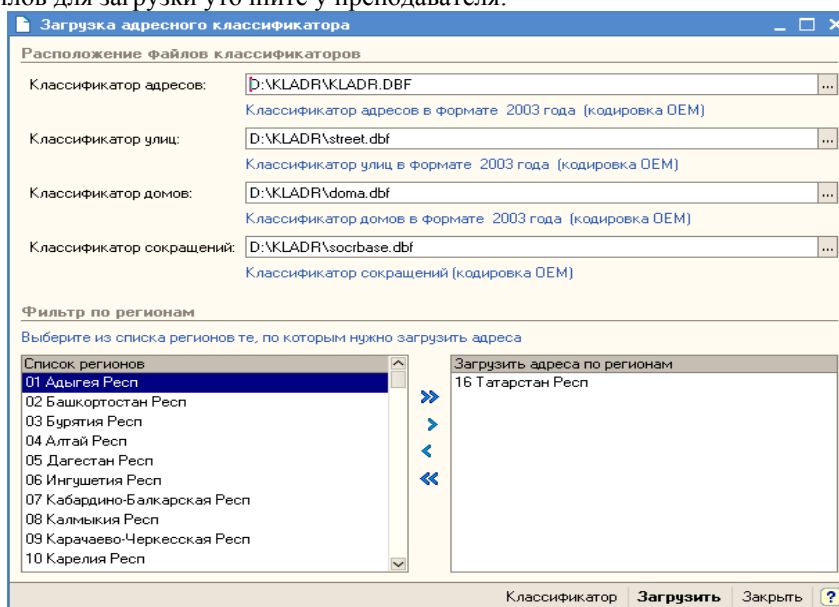 лов для загрузки уточните у преподавателя.
Загрузка адресного классификатора
Расположение файлов классификаторов
Классификатор адресов: D:\KLADR\KLADR.DBF ...
Классификатор адресов в формате 2003 года (кодировка OEM)
Классификатор улиц: D:\KLADR\street.dbf ...
Классификатор улиц в формате 2003 года (кодировка OEM)
Классификатор домов: D:\KLADR\doma.dbf ...
Классификатор домов в формате 2003 года (кодировка OEM)
Классификатор сокращений: D:\KLADR\socrbase.dbf ...
Классификатор сокращений (кодировка OEM)
Фильтр по регионам
Выберите из списка регионов те, по которым нужно загрузить адреса
Список регионов
01 Адыгея Респ
02 Башкортостан Респ
03 Бурятия Респ
04 Алтай Респ
05 Дагестан Респ
06 Ингушетия Респ
07 Кабардино-Балкарская Респ
08 Калмыкия Респ
09 Карачаево-Черкесская Респ
10 Карелия Респ
Загрузить адреса по регионам
16 Татарстан Респ
Классификатор Загрузить Закрыть ?